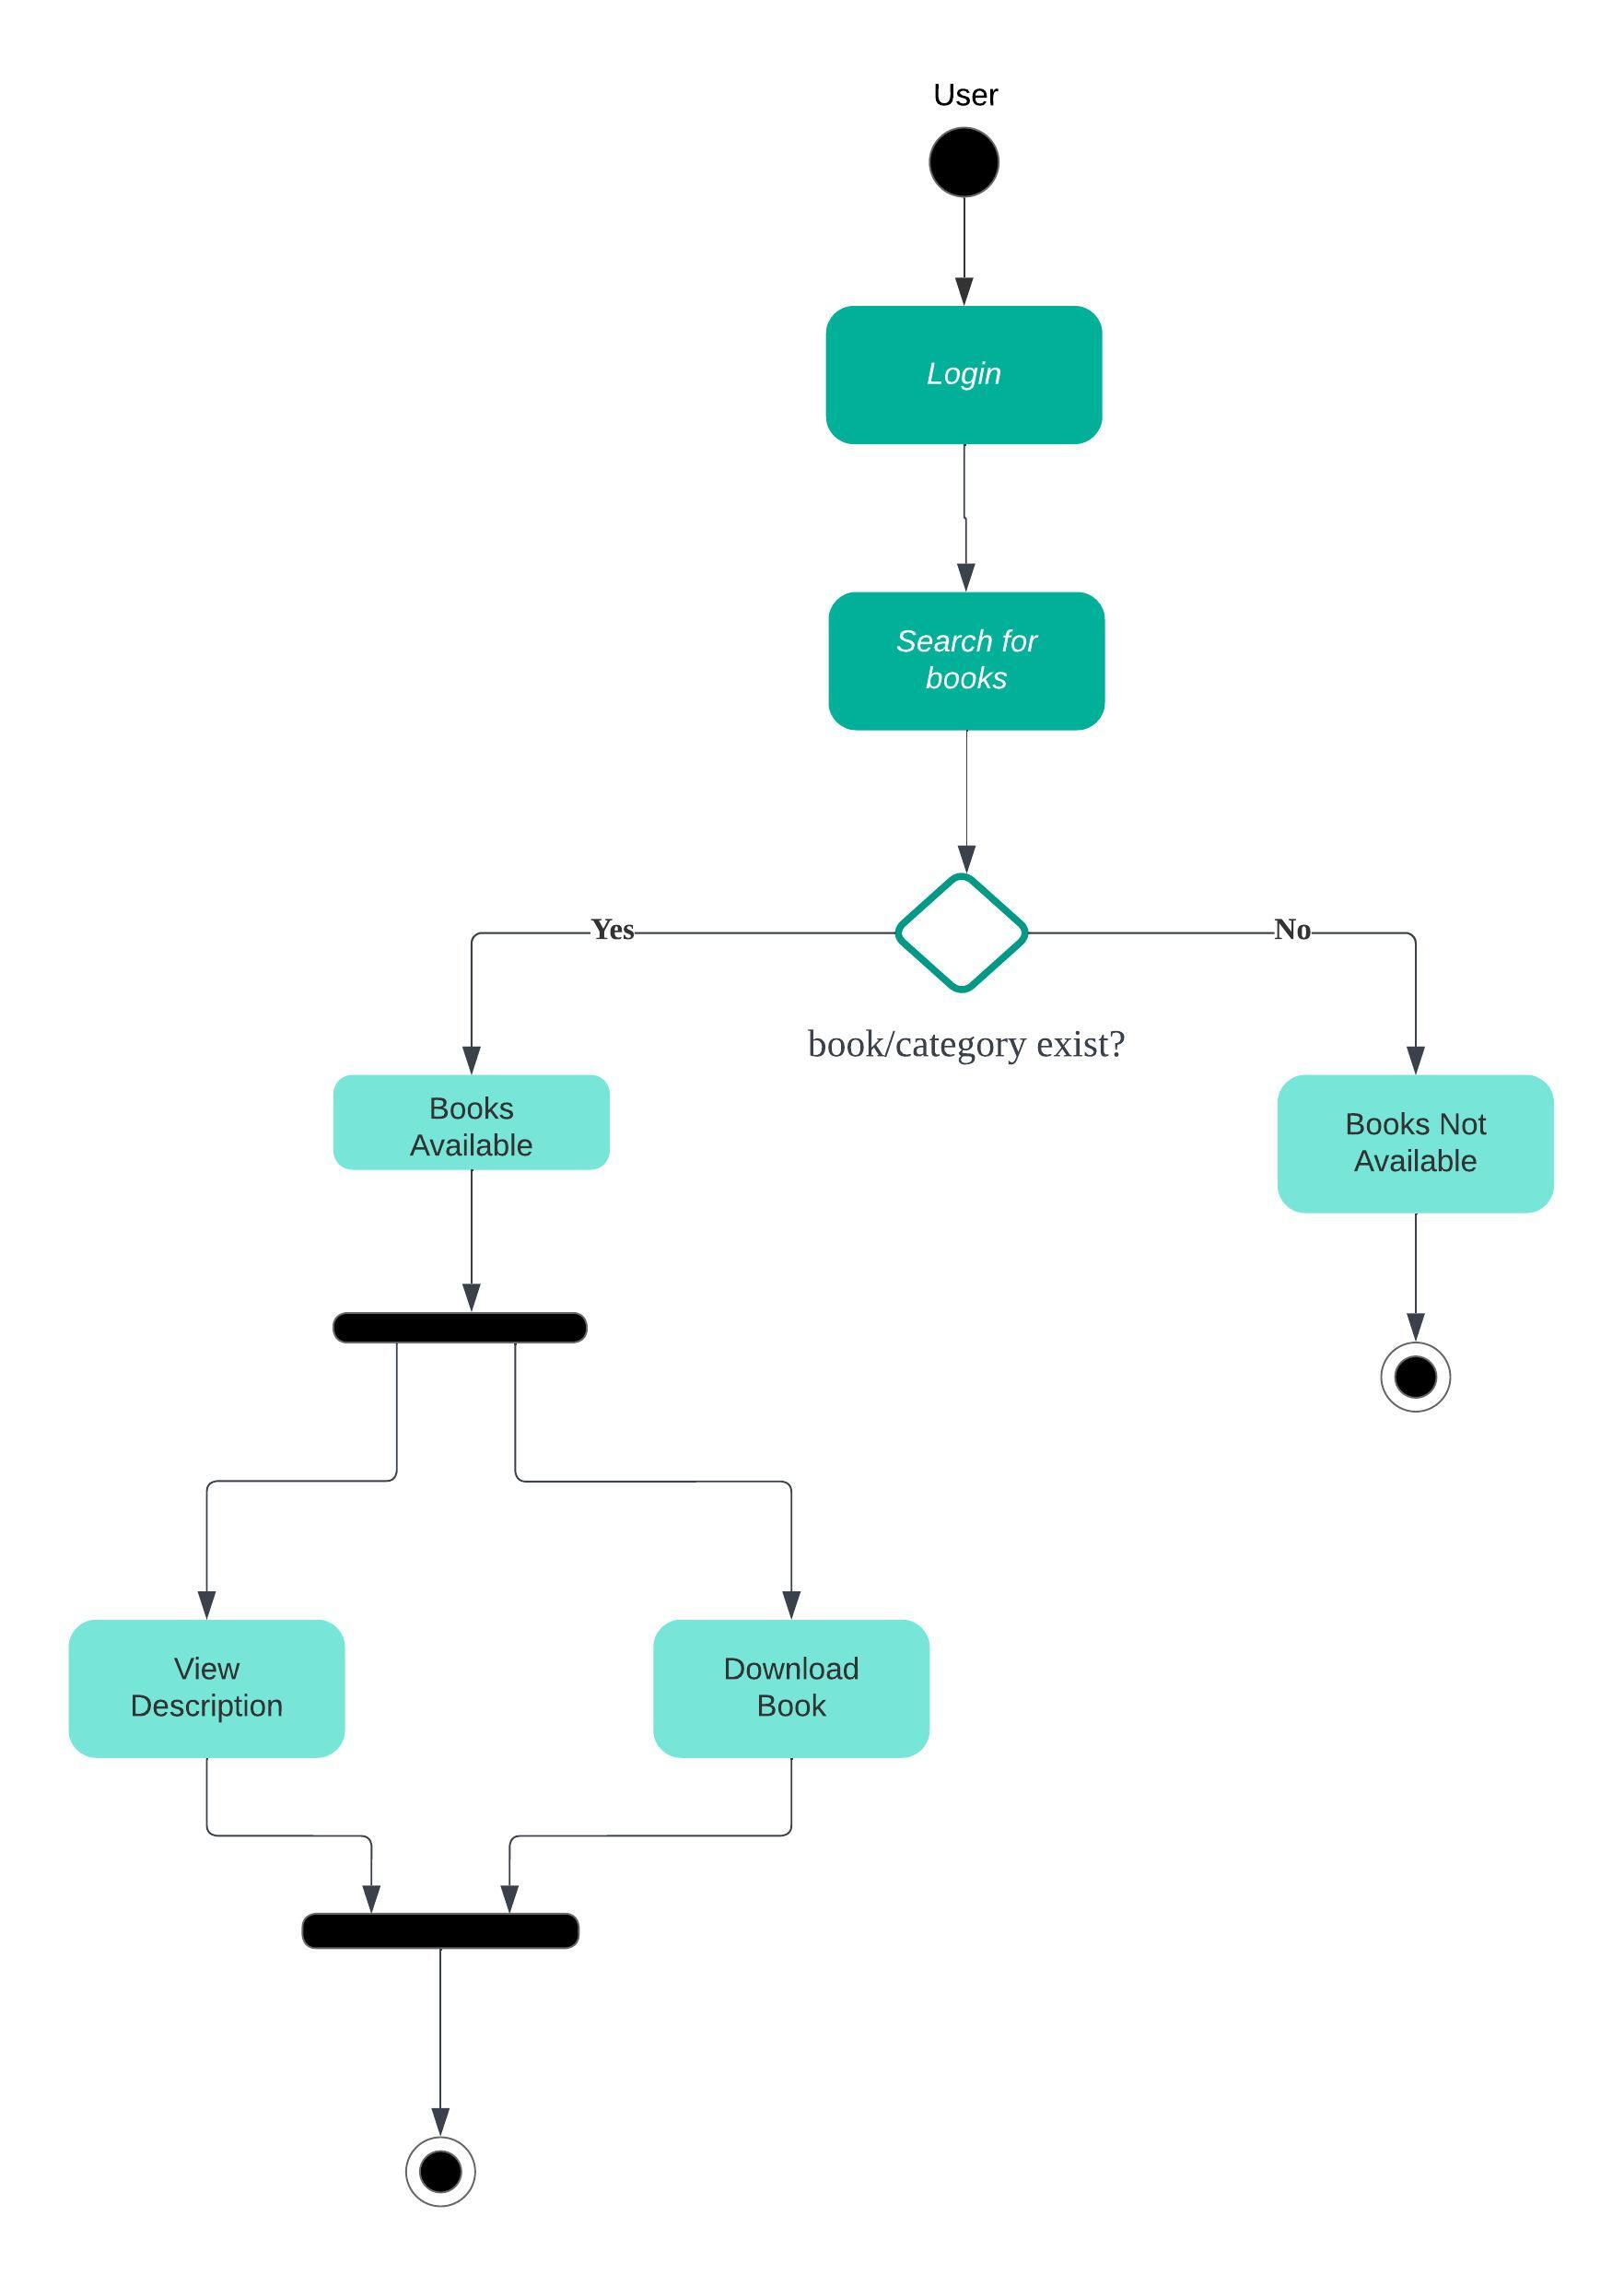 User
Login
Search for
books
Yes
No
book/category exist?
Books
Available
Books Not
Available
View
Description
Download
Book